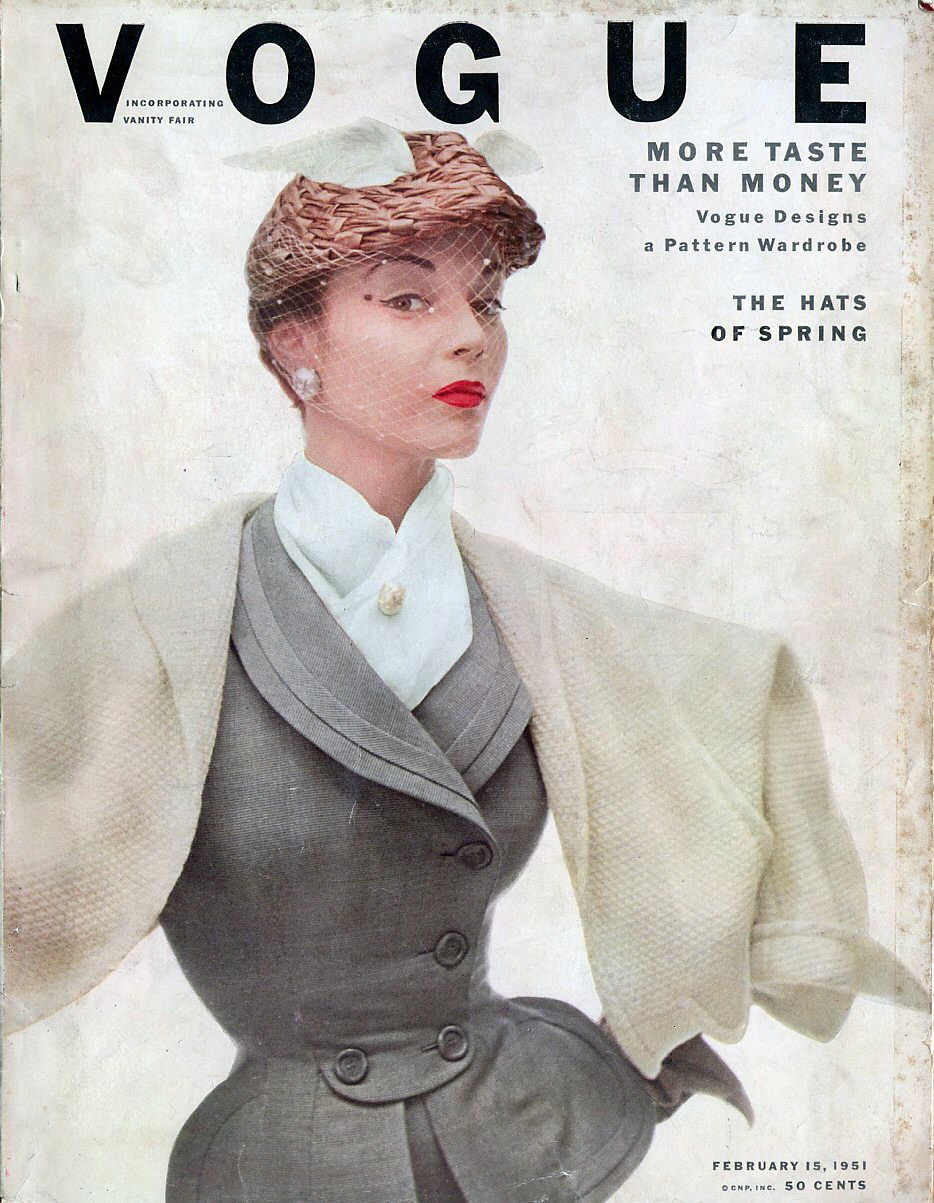 VOGUE
INCORPORATING
VANITY FAIR
MORE TASTE
THAN MONEY
Vogue Designs
a Pattern Wardrobe
THE HATS
OF SPRING
FEBRUARY 15, 1951
© CNP, INC. 50 CENTS